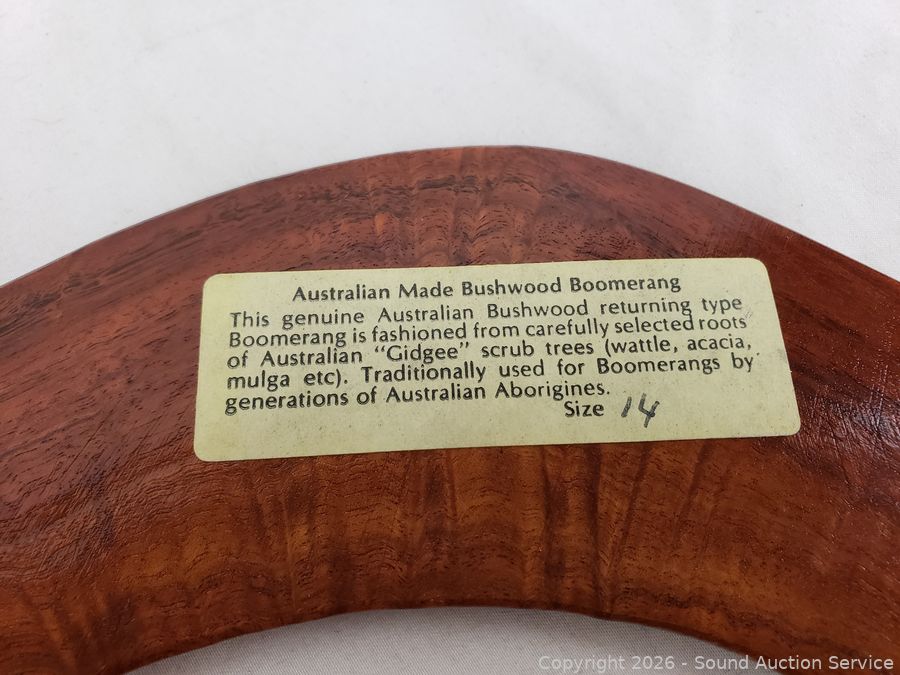 Australian Made Bushwood Boomerang
This genuine Australian Bushwood returning type
Boomerang is fashioned from carefully selected roots
of Australian "Gidgee" scrub trees (wattle, acacia,
mulga etc). Traditionally used for Boomerangs by
generations of Australian Aborigines.
Size 14
Copyright 2026 - Sound Auction Service